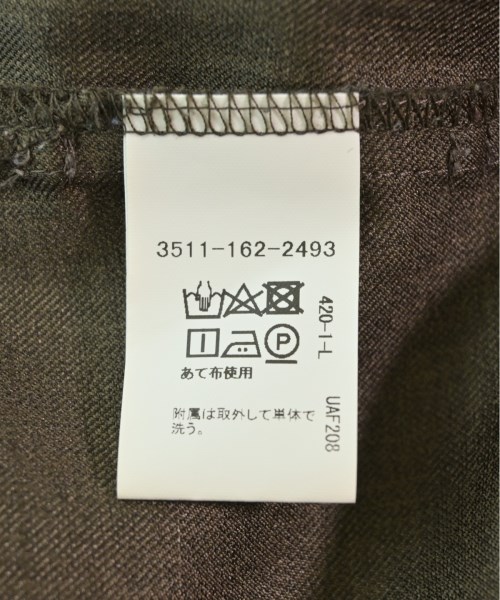 3511-162-2493
P
あて布使用
附属は取外して単体で
洗う。
420-1-L
UAF208